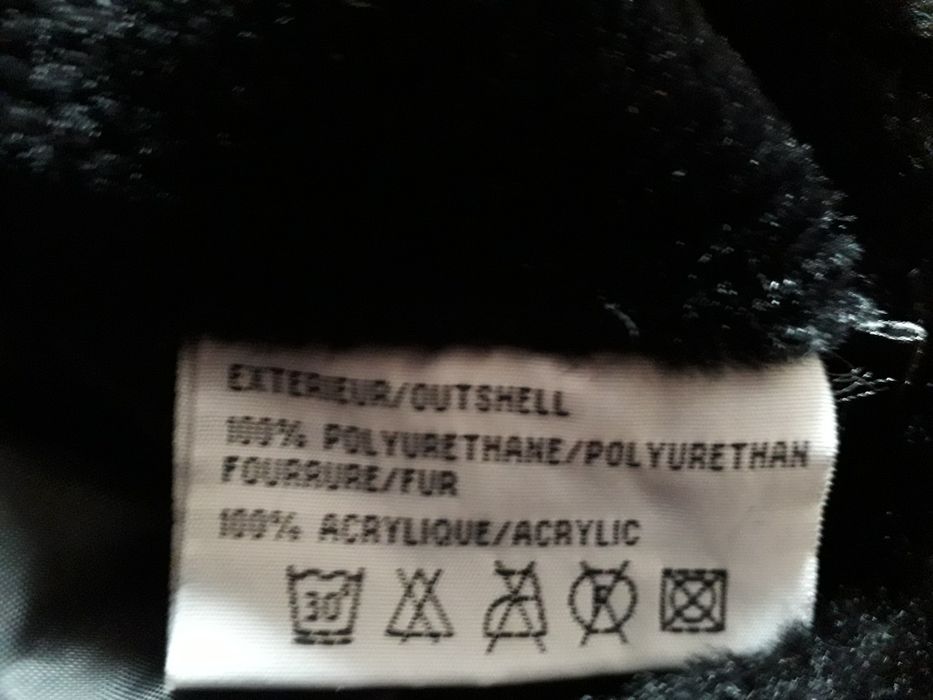 EXTERIEUR/OUTSHELL
100% POLYURETHANE/POLYURETHAN
FOURRURE/FUR
100% ACRYLIQUE/ACRYLIC
30°